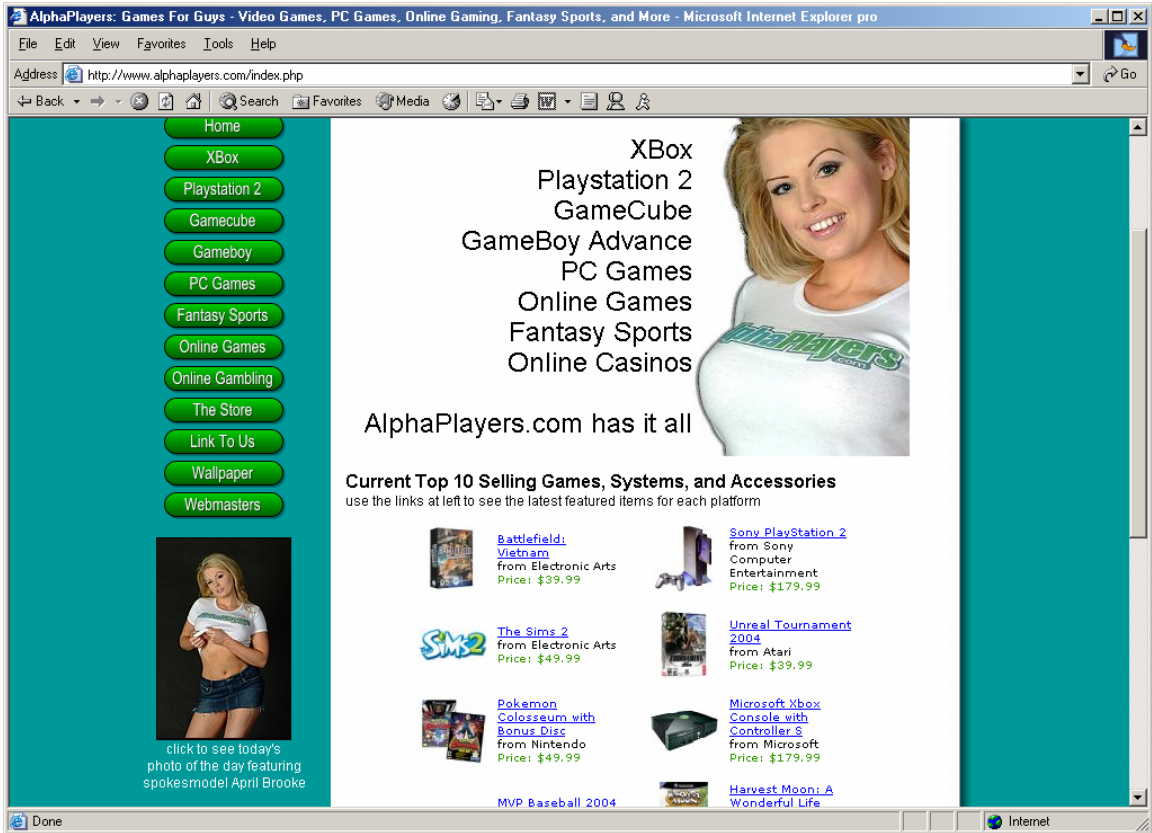 AlphaPlayers: Games For Guys - Video Games, PC Games, Online Gaming, Fantasy Sports, and More - Microsoft Internet Explorer pro
File Edit View Favorites Tools Help
Address http://www.alphaplayers.com/index.php Go
Back Search Favorites Media
Home
XBox
Playstation 2
Gamecube
Gameboy
PC Games
Fantasy Sports
Online Games
Online Gambling
The Store
Link To Us
Wallpaper
Webmasters
click to see today's
photo of the day featuring
spokesmodel April Brooke
XBox
Playstation 2
GameCube
GameBoy Advance
PC Games
Online Games
Fantasy Sports
Online Casinos
AlphaPlayers.com has it all
AlphaPlayers
.com
Current Top 10 Selling Games, Systems, and Accessories
use the links at left to see the latest featured items for each platform
Battlefield:
Vietnam
from Electronic Arts
Price: $39.99
Sony PlayStation 2
from Sony
Computer
Entertainment
Price: $179.99
Sims2
The Sims 2
from Electronic Arts
Price: $49.99
Unreal Tournament
2004
from Atari
Price: $39.99
Pokemon
Colosseum with
Bonus Disc
from Nintendo
Price: $49.99
Microsoft Xbox
Console with
Controller S
from Microsoft
Price: $179.99
MVP Baseball 2004
Harvest Moon: A
Wonderful Life
Done
Internet